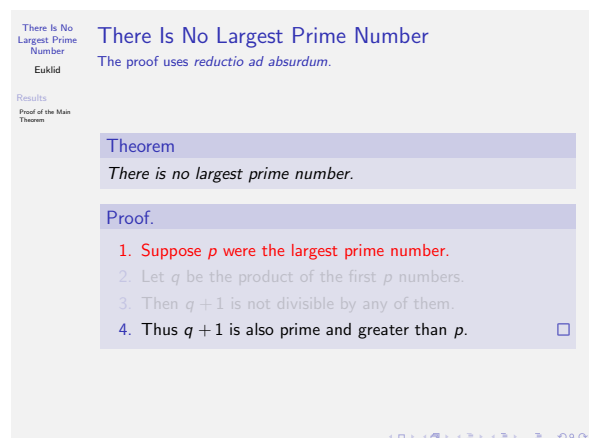 There Is No
Largest Prime
Number
Euklid
Results
Proof of the Main
Theorem
There Is No Largest Prime Number
The proof uses reductio ad absurdum.
Theorem
There is no largest prime number.
Proof.
1. Suppose p were the largest prime number.
2. Let q be the product of the first p numbers.
3. Then q + 1 is not divisible by any of them.
4. Thus q + 1 is also prime and greater than p. □